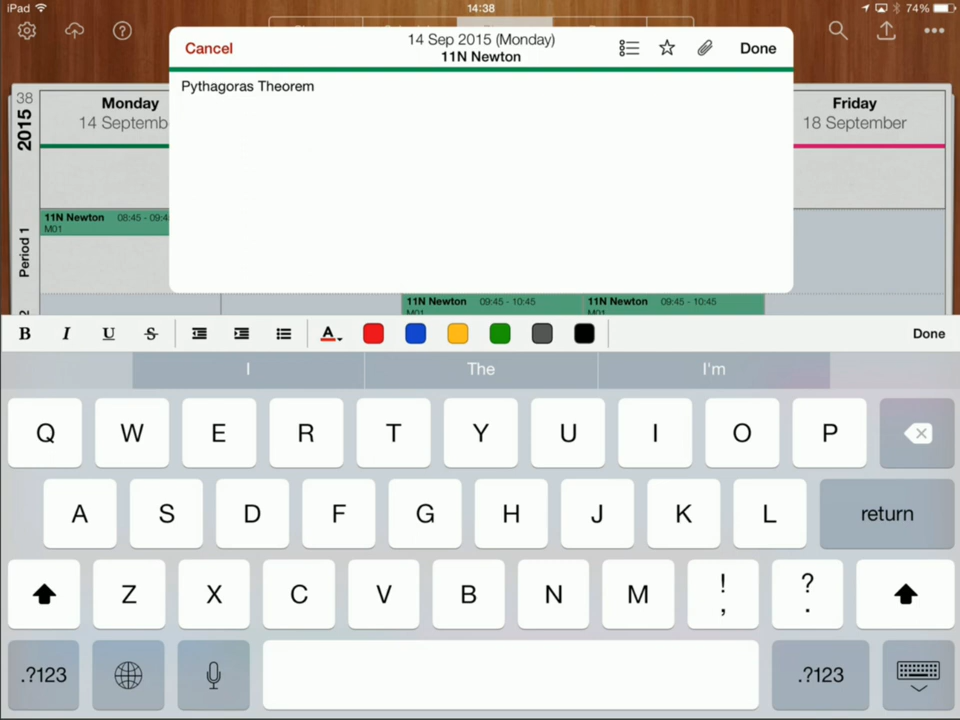 iPad 14:38 74%
Cancel 14 Sep 2015 (Monday) Done
11N Newton
Pythagoras Theorem
38
2015
Monday
14 Septemb
Friday
18 September
11N Newton 08:45 - 09:4
M01
Period 1
2
11N Newton 09:45 - 10:45
11N Newton 09:45 - 10:45
B I U S A Done
I The I'm
Q W E R T Y U I O P
A S D F G H J K L return
Z X C V B N M ! , ? .
.?123 .?123